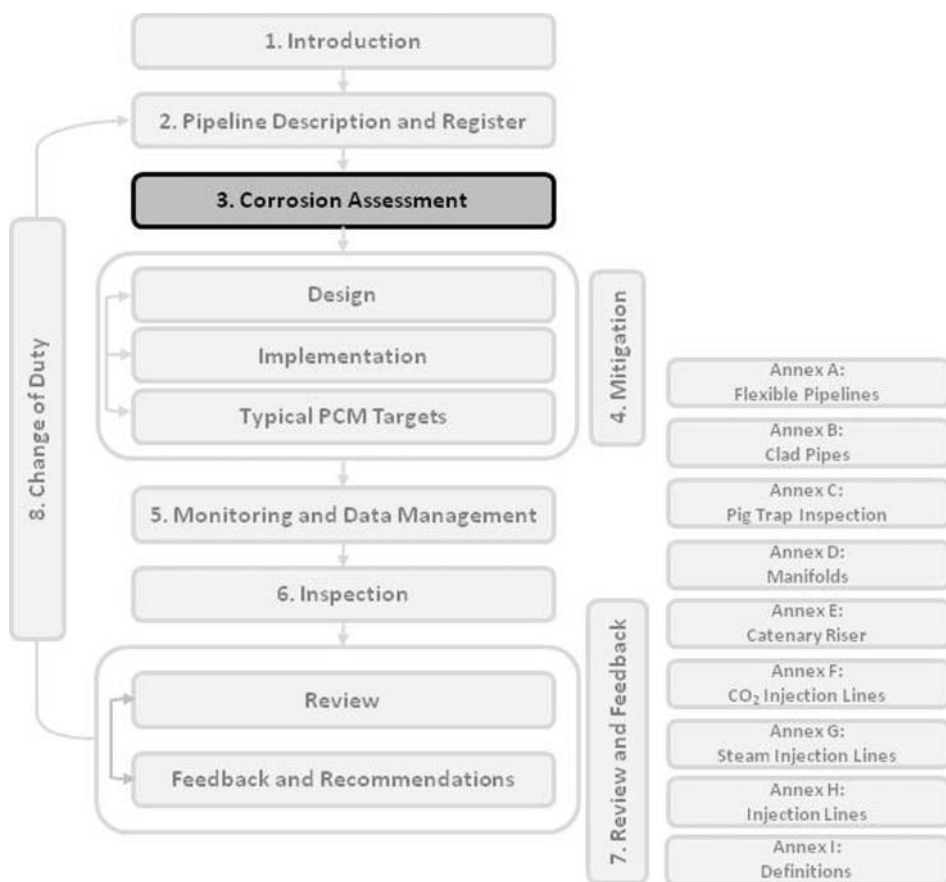 1. Introduction
2. Pipeline Description and Register
3. Corrosion Assessment
Design
Implementation
Typical PCM Targets
4. Mitigation
5. Monitoring and Data Management
6. Inspection
Review
Feedback and Recommendations
7. Review and Feedback
8. Change of Duty
Annex A:
Flexible Pipelines
Annex B:
Clad Pipes
Annex C:
Pig Trap Inspection
Annex D:
Manifolds
Annex E:
Catenary Riser
Annex F:
CO₂ Injection Lines
Annex G:
Steam Injection Lines
Annex H:
Injection Lines
Annex I:
Definitions